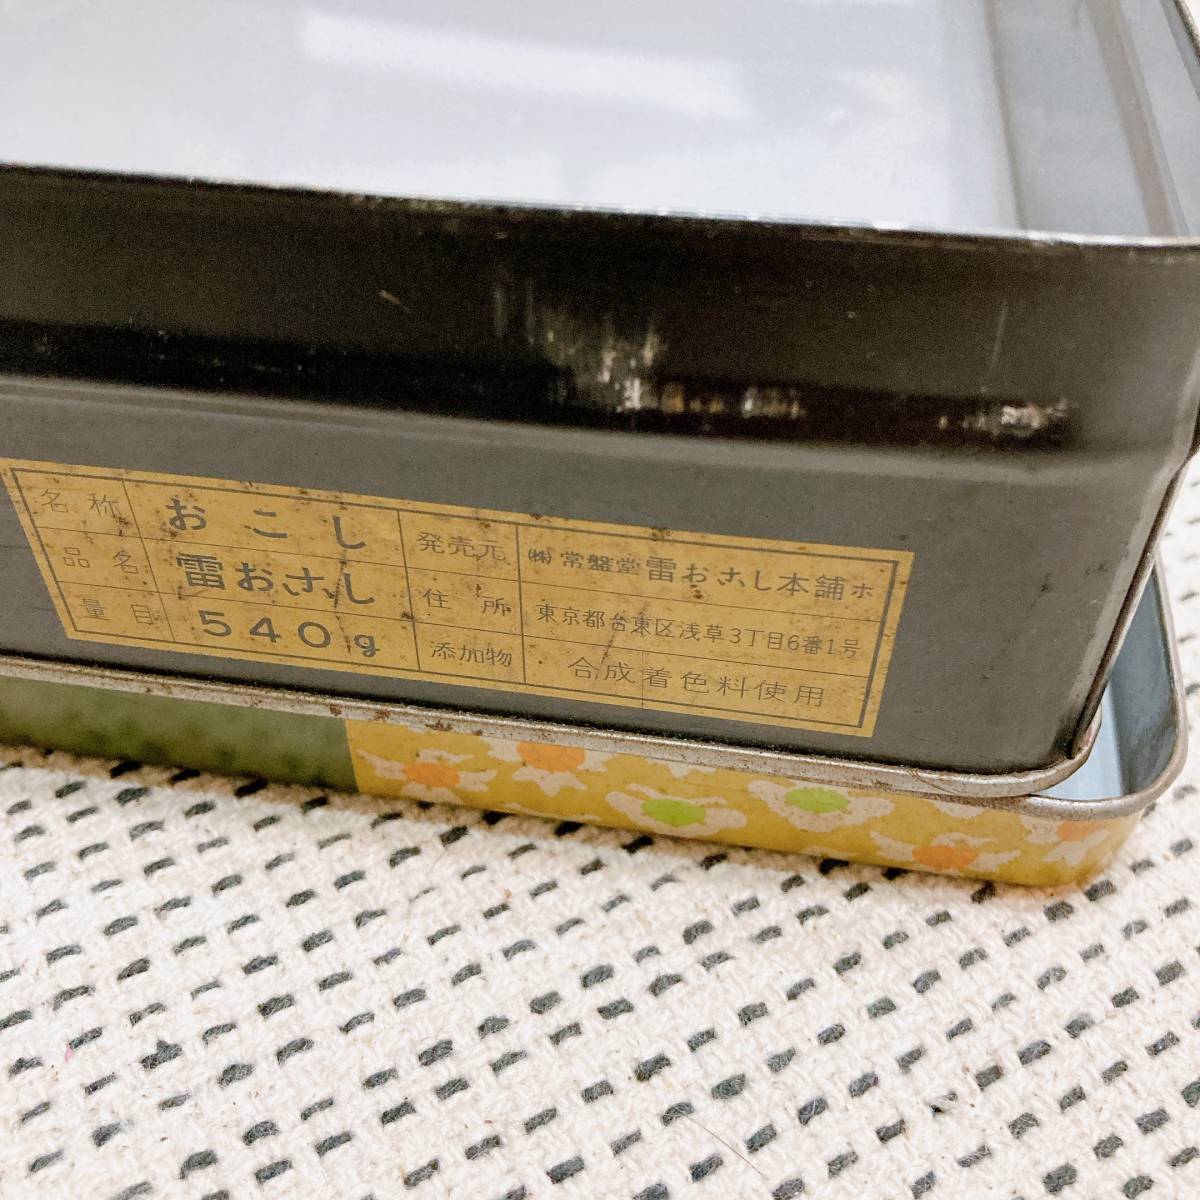 名称 おこし
品名 雷おこし
量目 540g
発売元 ㈱常盤堂雷おこし本舗ホ
住所 東京都台東区浅草3丁目6番1号
添加物 合成着色料使用